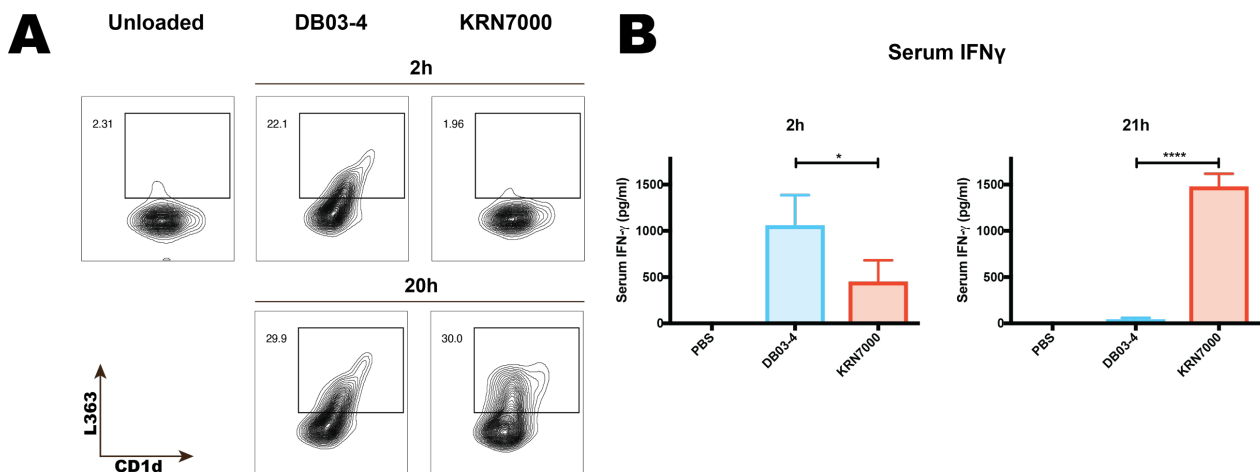 A
Unloaded
DB03-4
KRN7000
2h
2.31
22.1
1.96
20h
29.9
30.0
L363
CD1d
B
Serum IFNγ
2h
Serum IFN-γ (pg/ml)
1500
1000
500
0
*
PBS
DB03-4
KRN7000
21h
Serum IFN-γ (pg/ml)
1500
1000
500
0
****
PBS
DB03-4
KRN7000